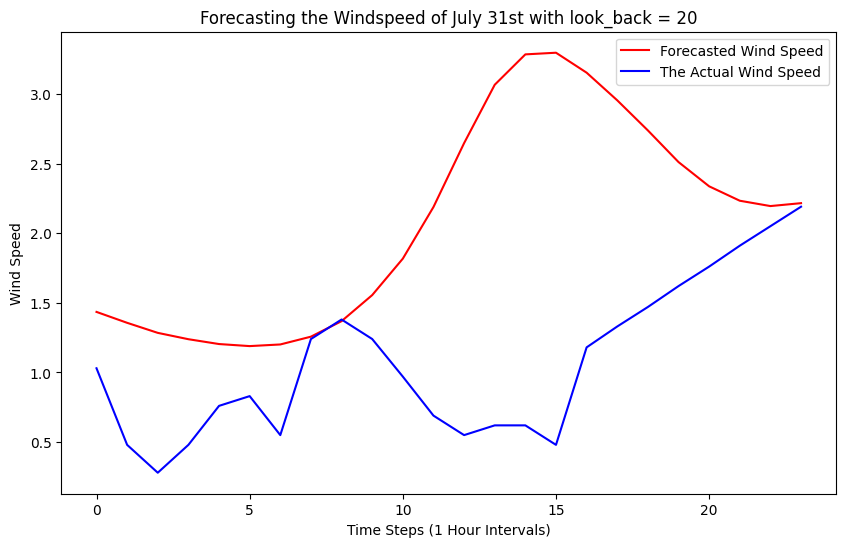 Forecasting the Windspeed of July 31st with look_back = 20
Forecasted Wind Speed
The Actual Wind Speed
Wind Speed
3.0
2.5
2.0
1.5
1.0
0.5
0 5 10 15 20
Time Steps (1 Hour Intervals)